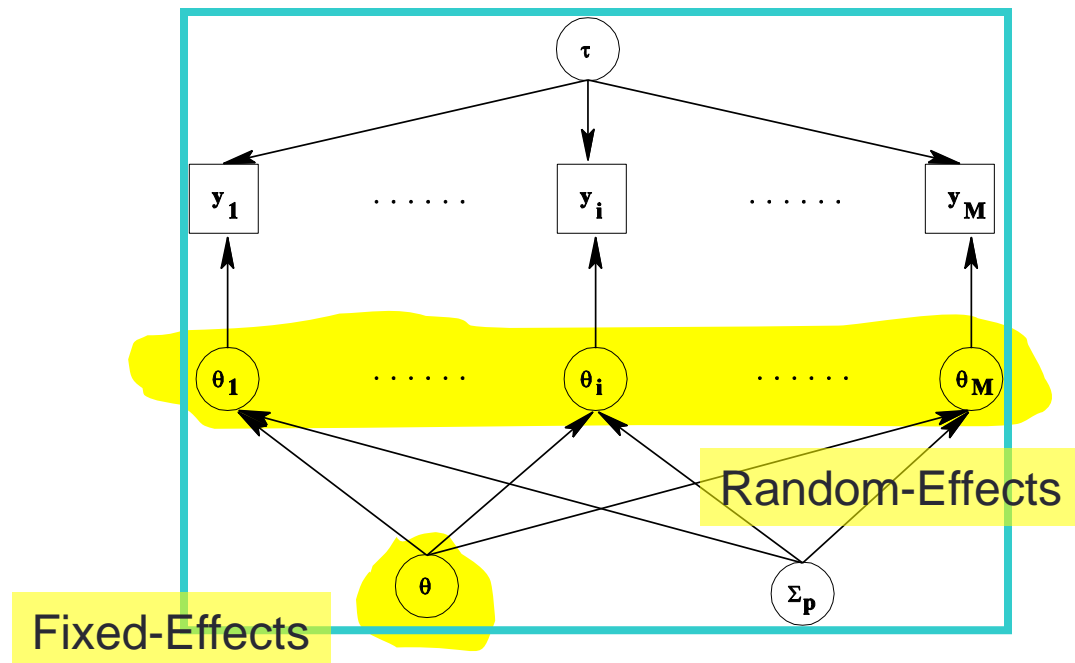 τ
y1 . . . . . . yi . . . . . . yM
θ1 . . . . . . θi . . . . . . θM
Random-Effects
θ Σp
Fixed-Effects